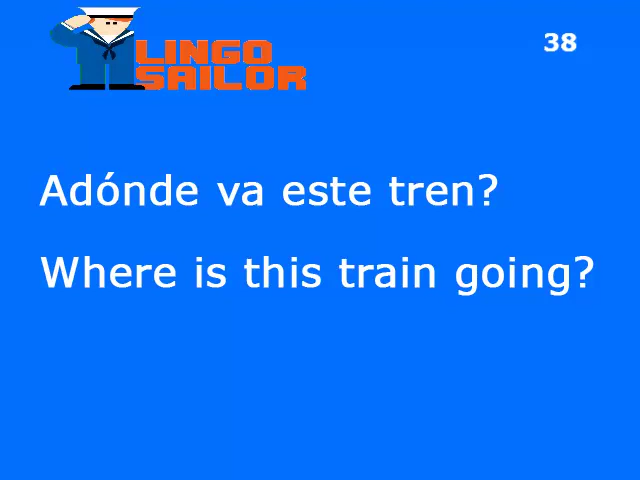 LINGO
SAILOR
38
Adónde va este tren?
Where is this train going?